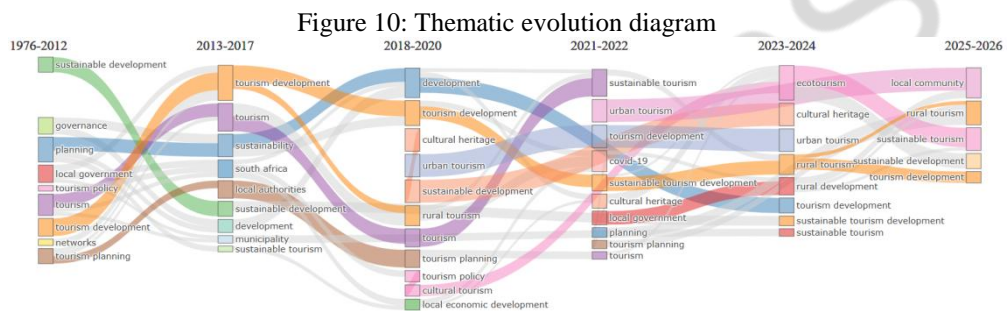 Figure 10: Thematic evolution diagram
1976-2012 2013-2017 2018-2020 2021-2022 2023-2024 2025-2026
sustainable development
governance
planning
local government
tourism policy
tourism
tourism development
networks
tourism planning
tourism development
tourism
sustainability
south africa
local authorities
sustainable development
development
municipality
sustainable tourism
development
tourism development
cultural heritage
urban tourism
sustainable development
rural tourism
tourism
tourism planning
tourism policy
cultural tourism
local economic development
sustainable tourism
urban tourism
tourism development
covid-19
sustainable tourism development
cultural heritage
local government
planning
tourism planning
tourism
ecotourism
cultural heritage
urban tourism
rural tourism
rural development
tourism development
sustainable tourism development
sustainable tourism
local community
rural tourism
sustainable tourism
sustainable development
tourism development